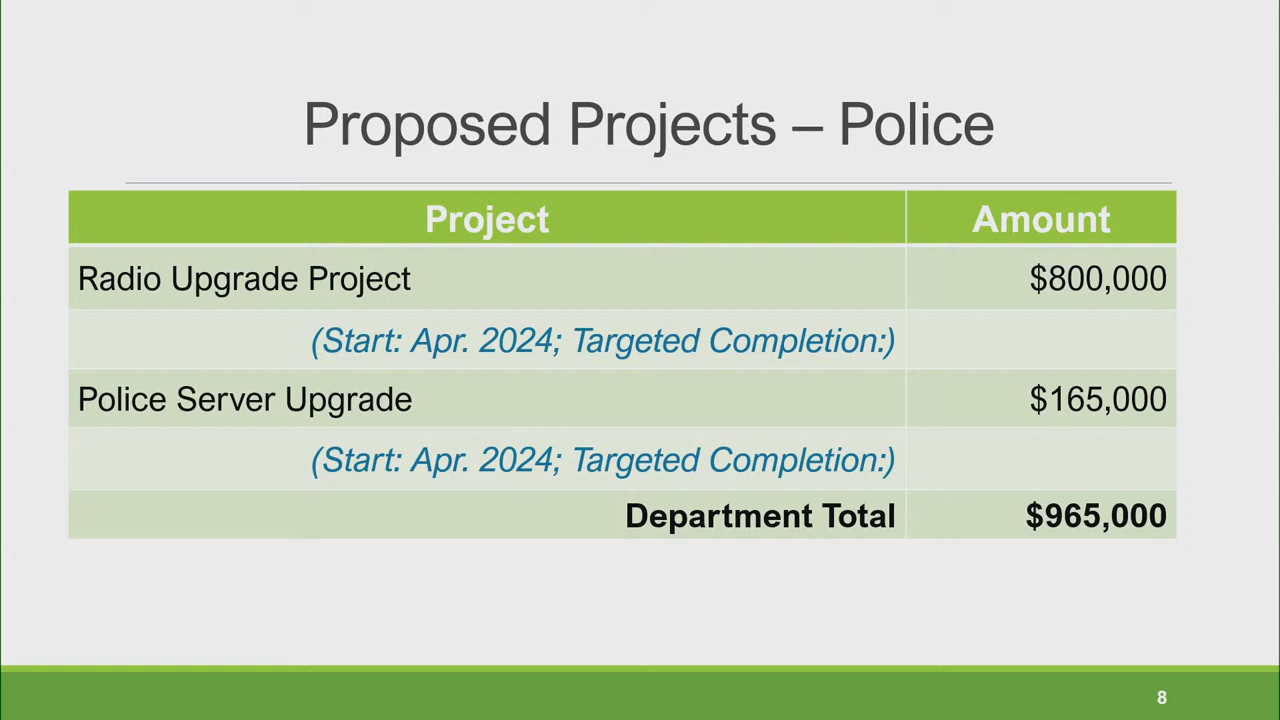 Proposed Projects – Police
Project Amount
Radio Upgrade Project $800,000
(Start: Apr. 2024; Targeted Completion:)
Police Server Upgrade $165,000
(Start: Apr. 2024; Targeted Completion:)
Department Total $965,000
8